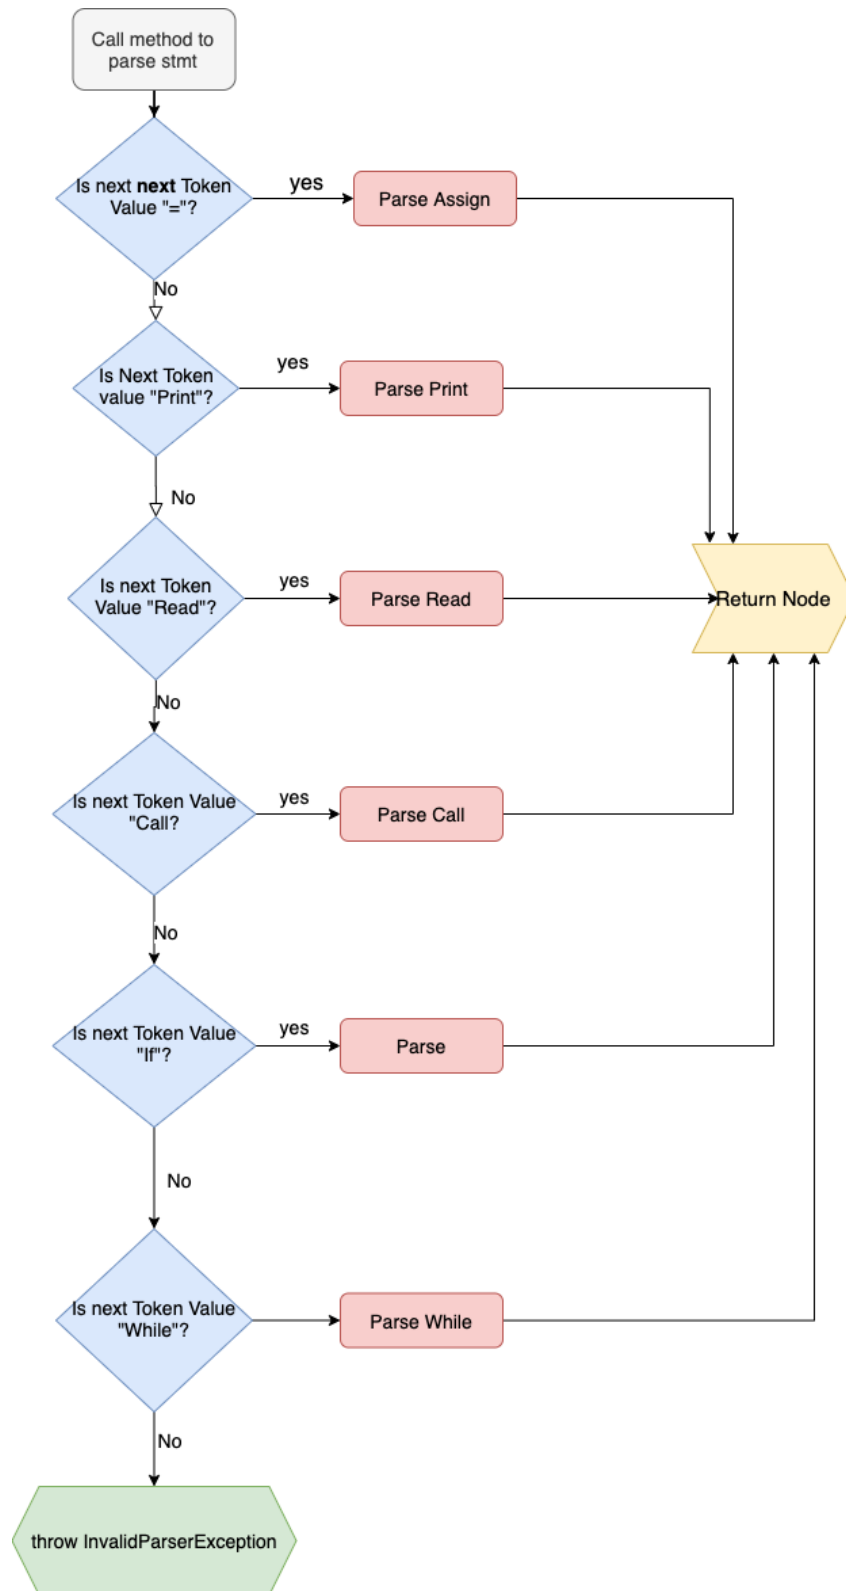 Call method to
parse stmt
Is next next Token
Value "="?
yes
Parse Assign
No
Is Next Token
value "Print"?
yes
Parse Print
No
Is next Token
Value "Read"?
yes
Parse Read
Return Node
No
Is next Token Value
"Call?
yes
Parse Call
No
Is next Token Value
"If"?
yes
Parse
No
Is next Token Value
"While"?
Parse While
No
throw InvalidParserException